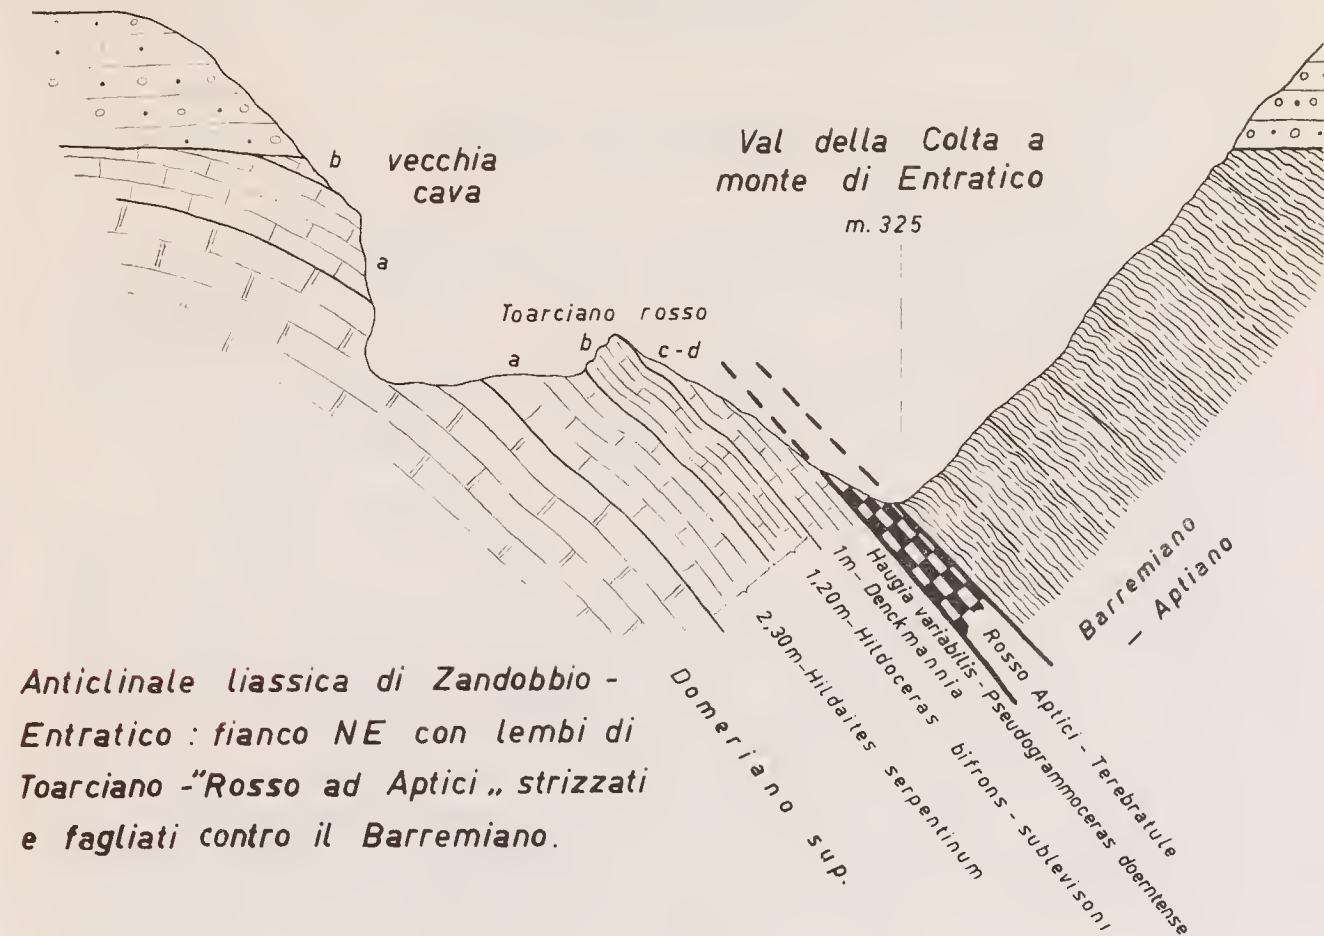 b
vecchia
cava
a
Val della Colta a
monte di Entratico
m. 325
Toarciano rosso
a
b
c-d
Barremiano
- Aptiano
Rosso Aptici - Terebratule
Haugia variabilis - Pseudogrammoceras doerntense
1m - Denckmannia
1,20m - Hildoceras bifrons - sublevisoni
2,30m - Hildaites serpentinum
Domeriano sup.
Anticlinale liassica di Zandobbio -
Entratico : fianco NE con lembi di
Toarciano - "Rosso ad Aptici„ strizzati
e fagliati contro il Barremiano.